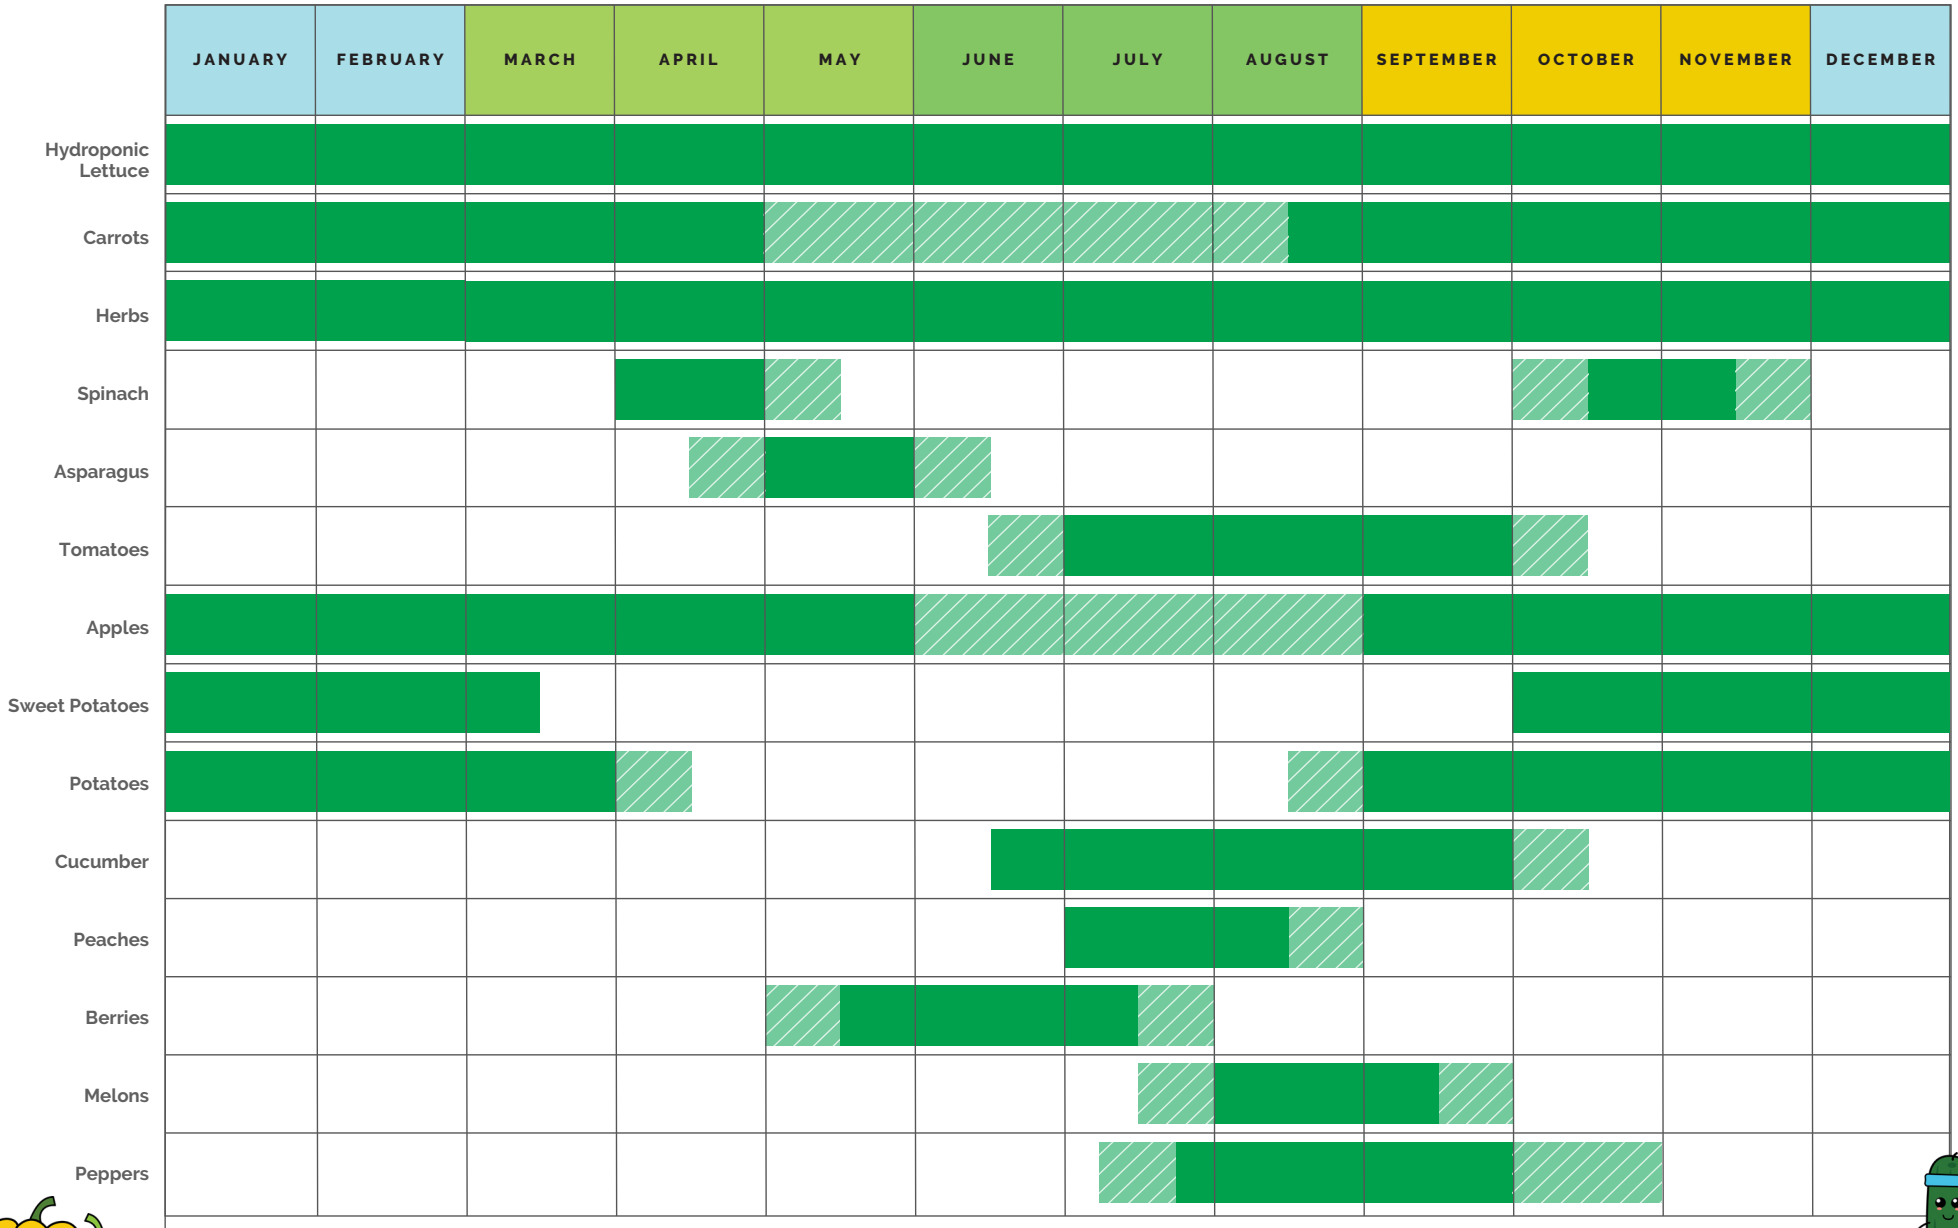 JANUARY FEBRUARY MARCH APRIL MAY JUNE JULY AUGUST SEPTEMBER OCTOBER NOVEMBER DECEMBER
Hydroponic
Lettuce
Carrots
Herbs
Spinach
Asparagus
Tomatoes
Apples
Sweet Potatoes
Potatoes
Cucumber
Peaches
Berries
Melons
Peppers